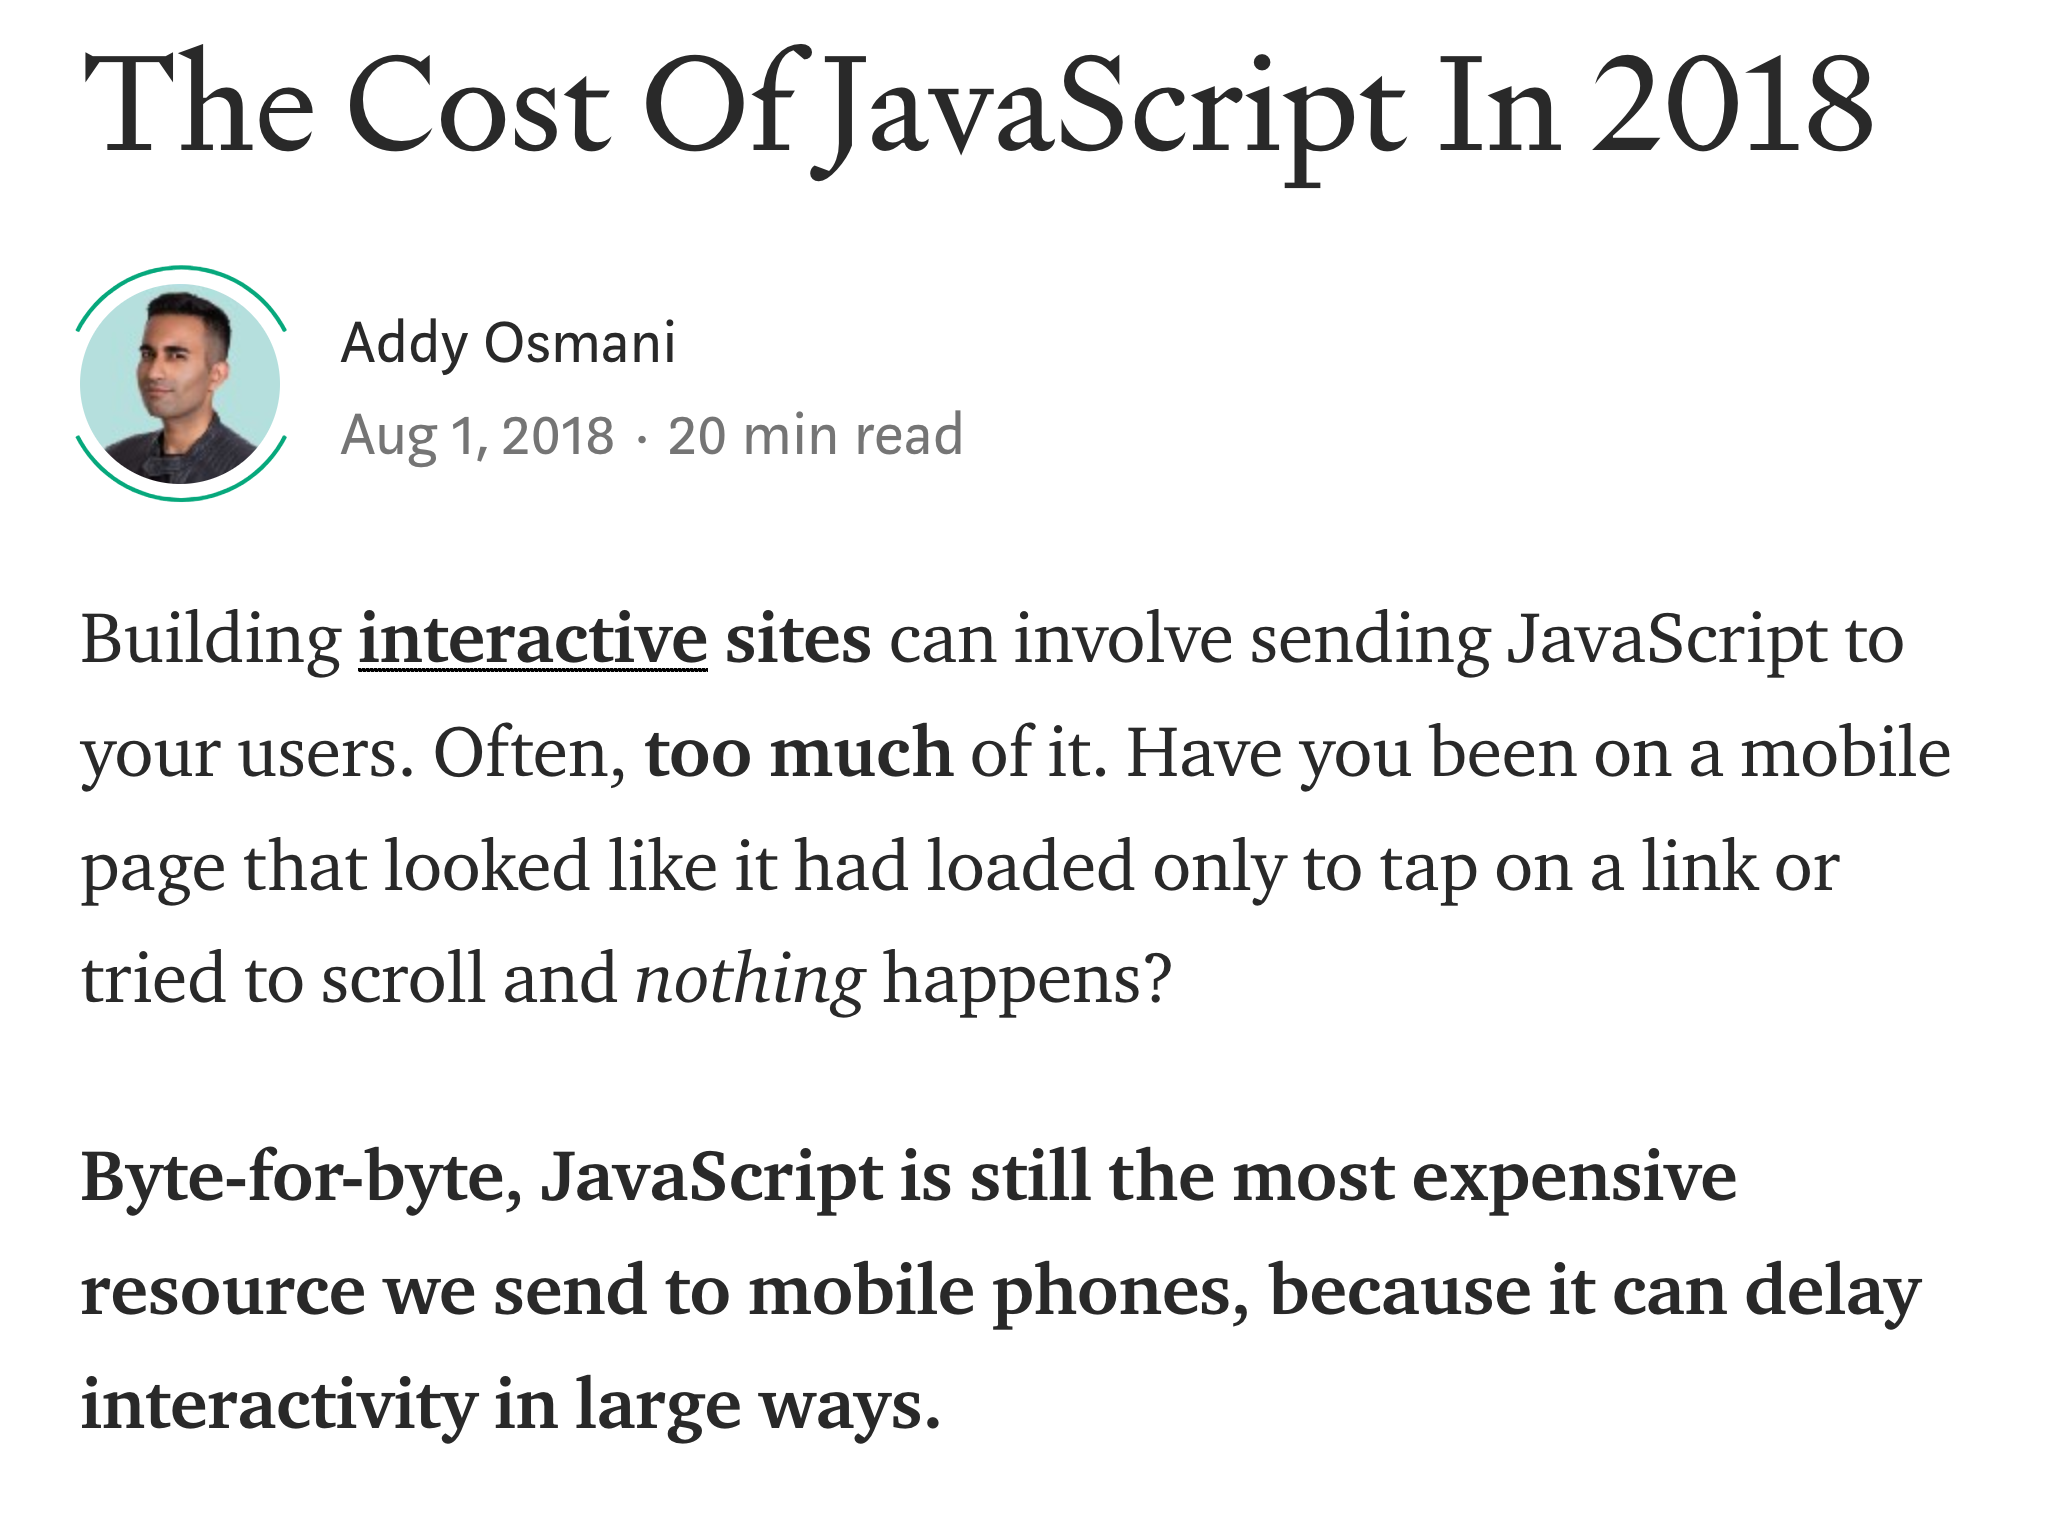 The Cost Of JavaScript In 2018
Addy Osmani
Aug 1, 2018 · 20 min read
Building interactive sites can involve sending JavaScript to
your users. Often, too much of it. Have you been on a mobile
page that looked like it had loaded only to tap on a link or
tried to scroll and nothing happens?
Byte-for-byte, JavaScript is still the most expensive
resource we send to mobile phones, because it can delay
interactivity in large ways.